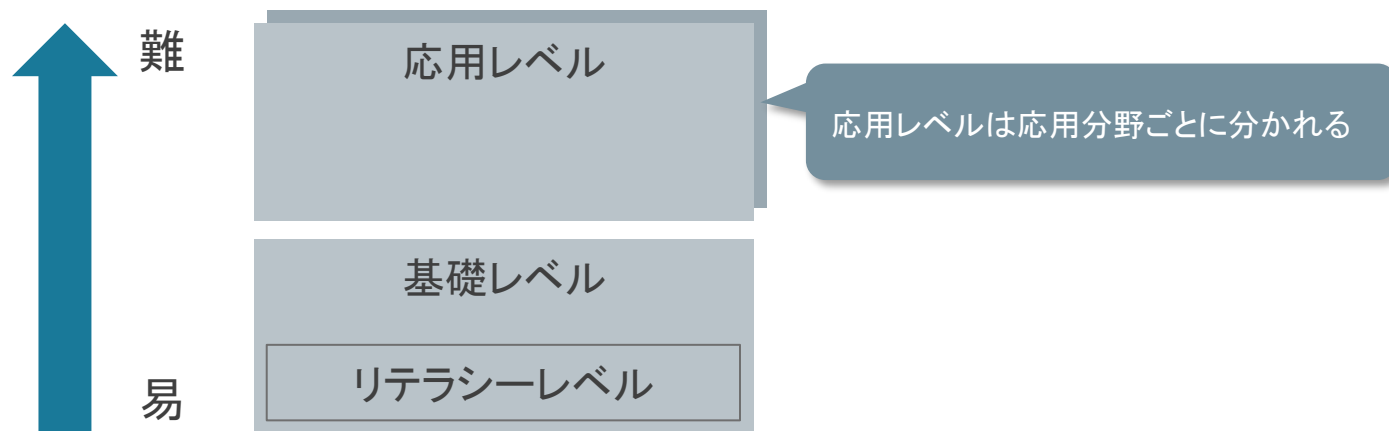 難
応用レベル
応用レベルは応用分野ごとに分かれる
基礎レベル
リテラシーレベル
易